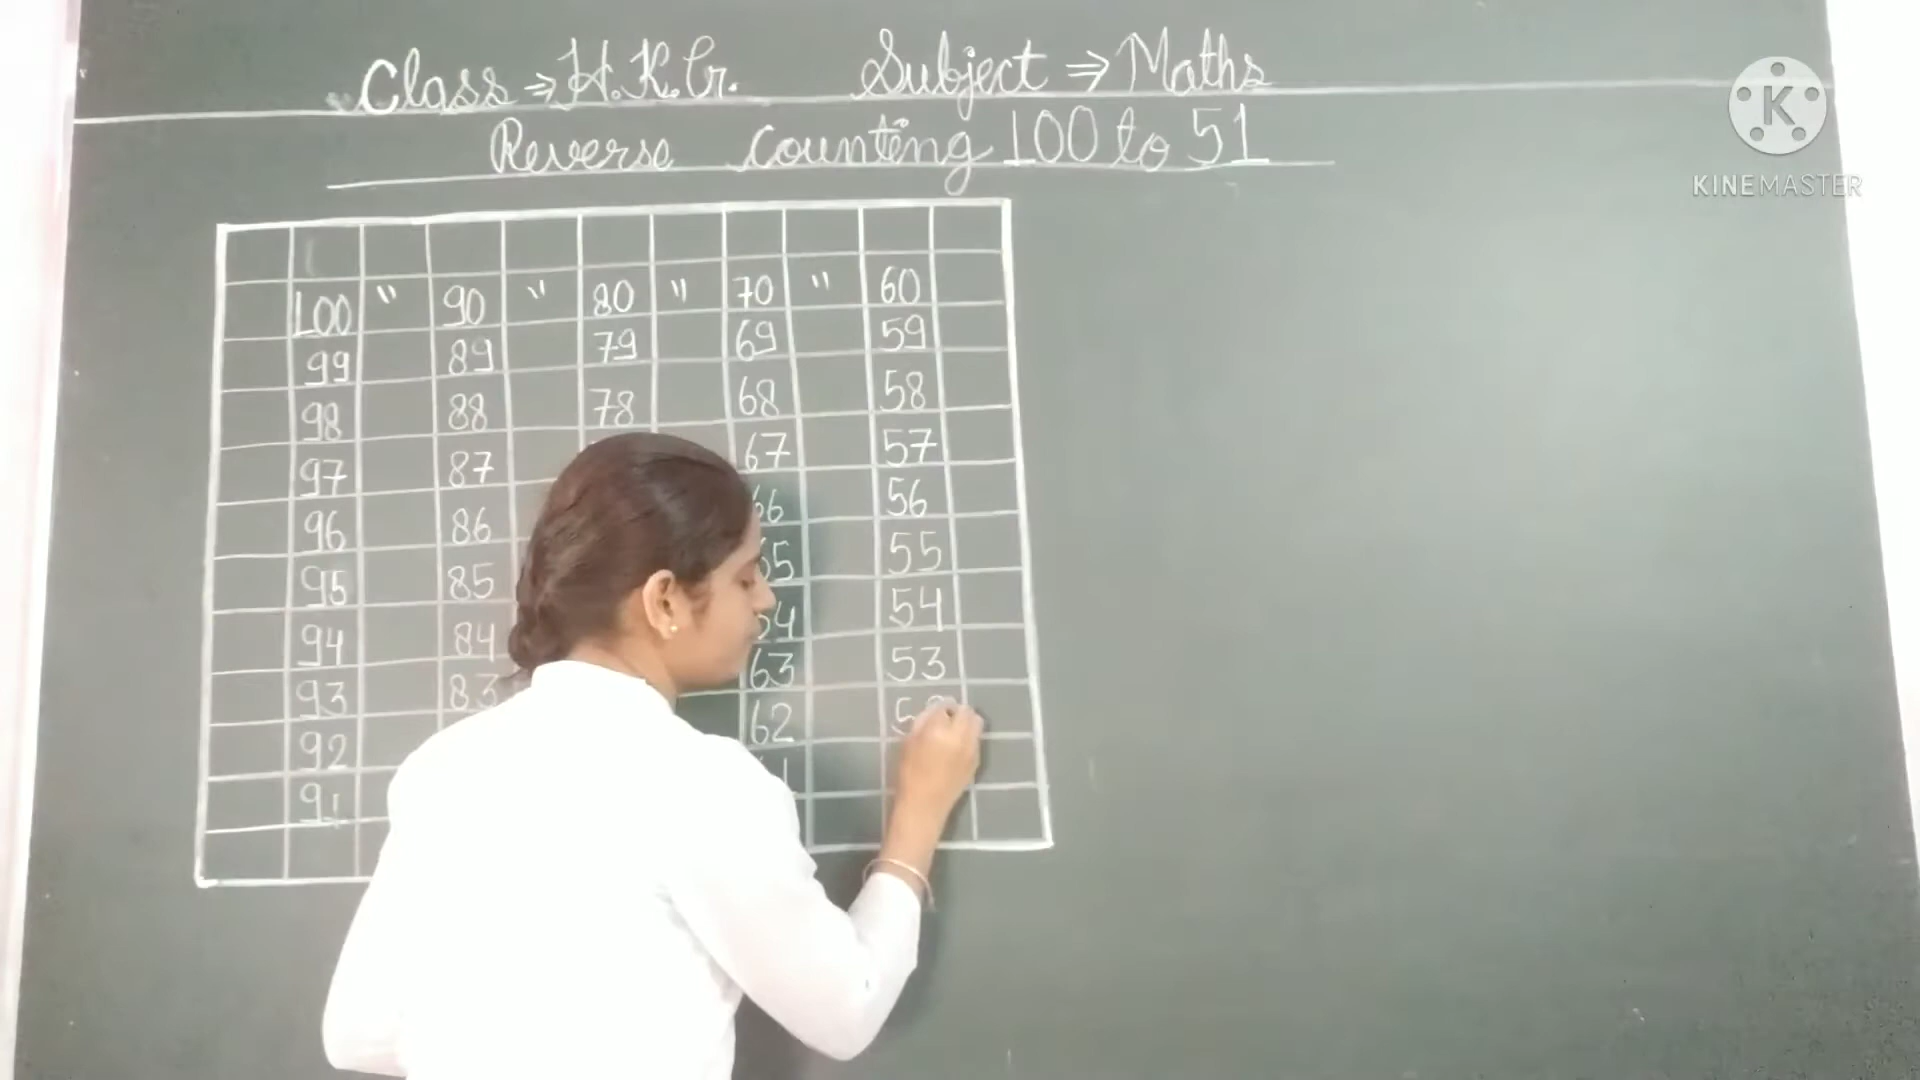 Class ⇒ H.K.G. Subject ⇒ Maths
Reverse counting 100 to 51
K
KINEMASTER
100 " 90 " 80 " 70 " 60
99 89 79 69 59
98 88 78 68 58
97 87 67 57
96 86 66 56
95 85 65 55
94 84 64 54
93 83 63 53
92 62
91